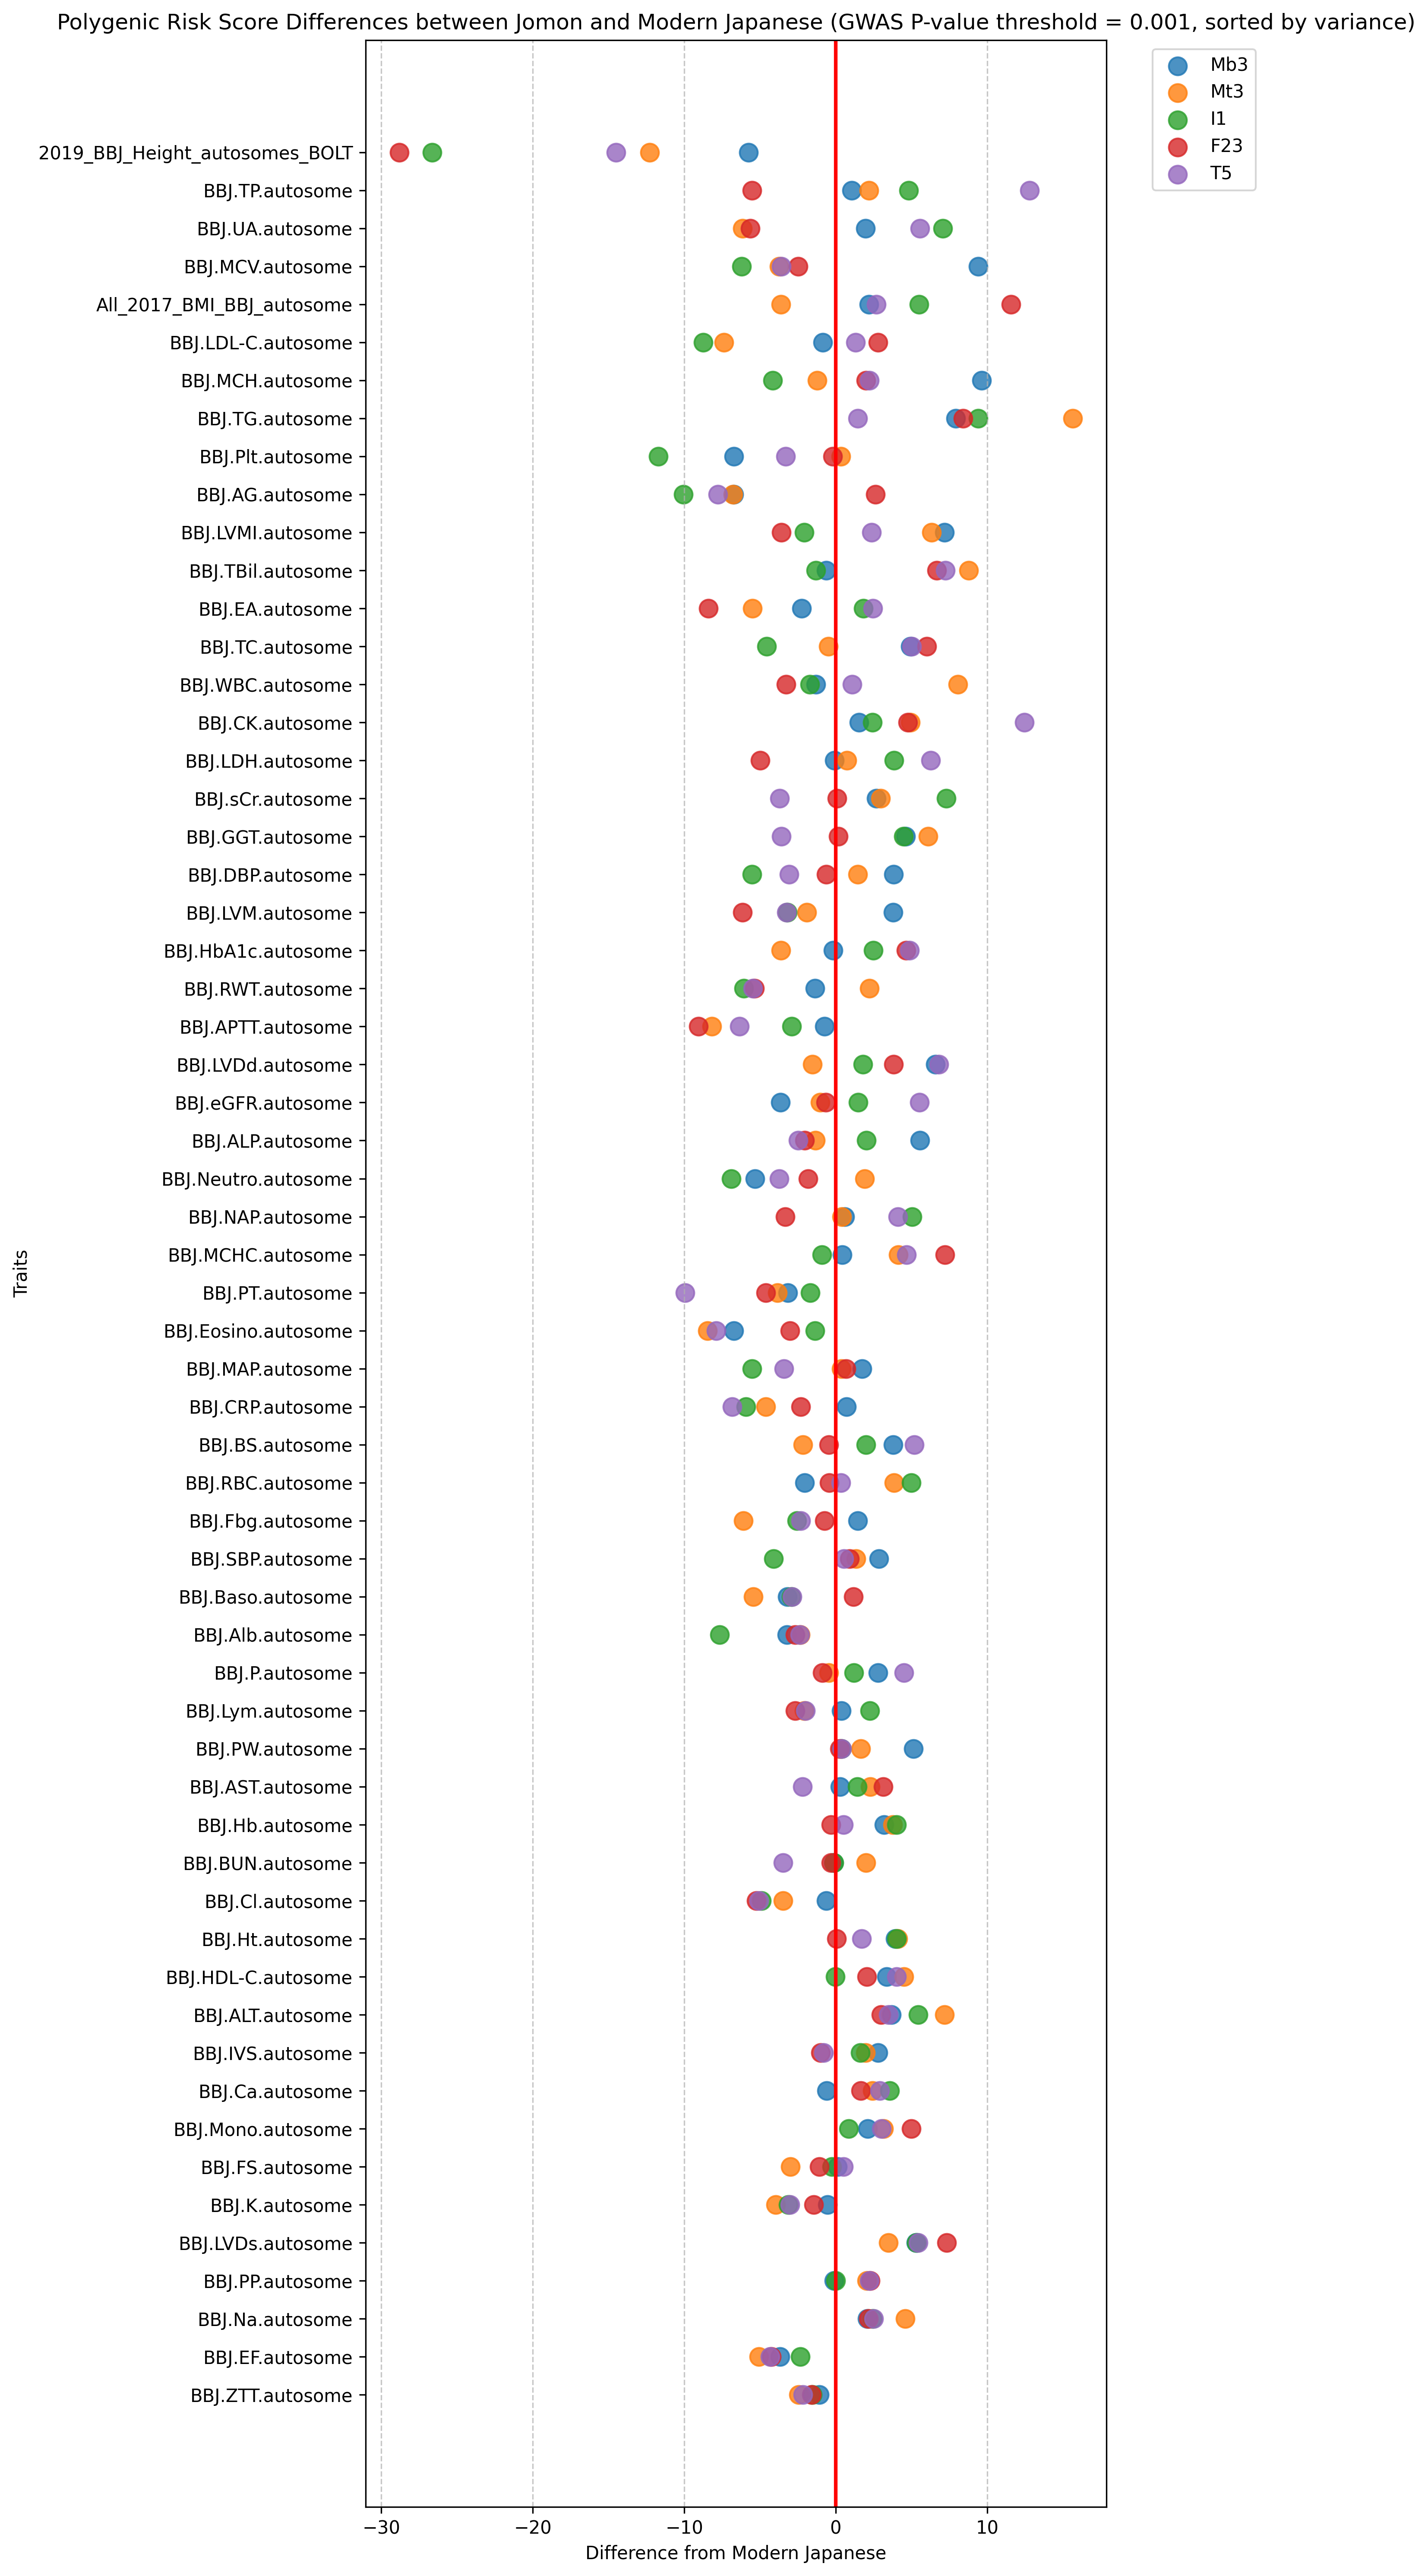 Polygenic Risk Score Differences between Jomon and Modern Japanese (GWAS P-value threshold = 0.001, sorted by variance)
Mb3
Mt3
I1
F23
T5
2019_BBJ_Height_autosomes_BOLT
BBJ.TP.autosome
BBJ.UA.autosome
BBJ.MCV.autosome
All_2017_BMI_BBJ_autosome
BBJ.LDL-C.autosome
BBJ.MCH.autosome
BBJ.TG.autosome
BBJ.Plt.autosome
BBJ.AG.autosome
BBJ.LVMI.autosome
BBJ.TBil.autosome
BBJ.EA.autosome
BBJ.TC.autosome
BBJ.WBC.autosome
BBJ.CK.autosome
BBJ.LDH.autosome
BBJ.sCr.autosome
BBJ.GGT.autosome
BBJ.DBP.autosome
BBJ.LVM.autosome
BBJ.HbA1c.autosome
BBJ.RWT.autosome
BBJ.APTT.autosome
BBJ.LVDd.autosome
BBJ.eGFR.autosome
BBJ.ALP.autosome
BBJ.Neutro.autosome
BBJ.NAP.autosome
BBJ.MCHC.autosome
BBJ.PT.autosome
BBJ.Eosino.autosome
BBJ.MAP.autosome
BBJ.CRP.autosome
BBJ.BS.autosome
BBJ.RBC.autosome
BBJ.Fbg.autosome
BBJ.SBP.autosome
BBJ.Baso.autosome
BBJ.Alb.autosome
BBJ.P.autosome
BBJ.Lym.autosome
BBJ.PW.autosome
BBJ.AST.autosome
BBJ.Hb.autosome
BBJ.BUN.autosome
BBJ.Cl.autosome
BBJ.Ht.autosome
BBJ.HDL-C.autosome
BBJ.ALT.autosome
BBJ.IVS.autosome
BBJ.Ca.autosome
BBJ.Mono.autosome
BBJ.FS.autosome
BBJ.K.autosome
BBJ.LVDs.autosome
BBJ.PP.autosome
BBJ.Na.autosome
BBJ.EF.autosome
BBJ.ZTT.autosome
Traits
−30 −20 −10 0 10
Difference from Modern Japanese